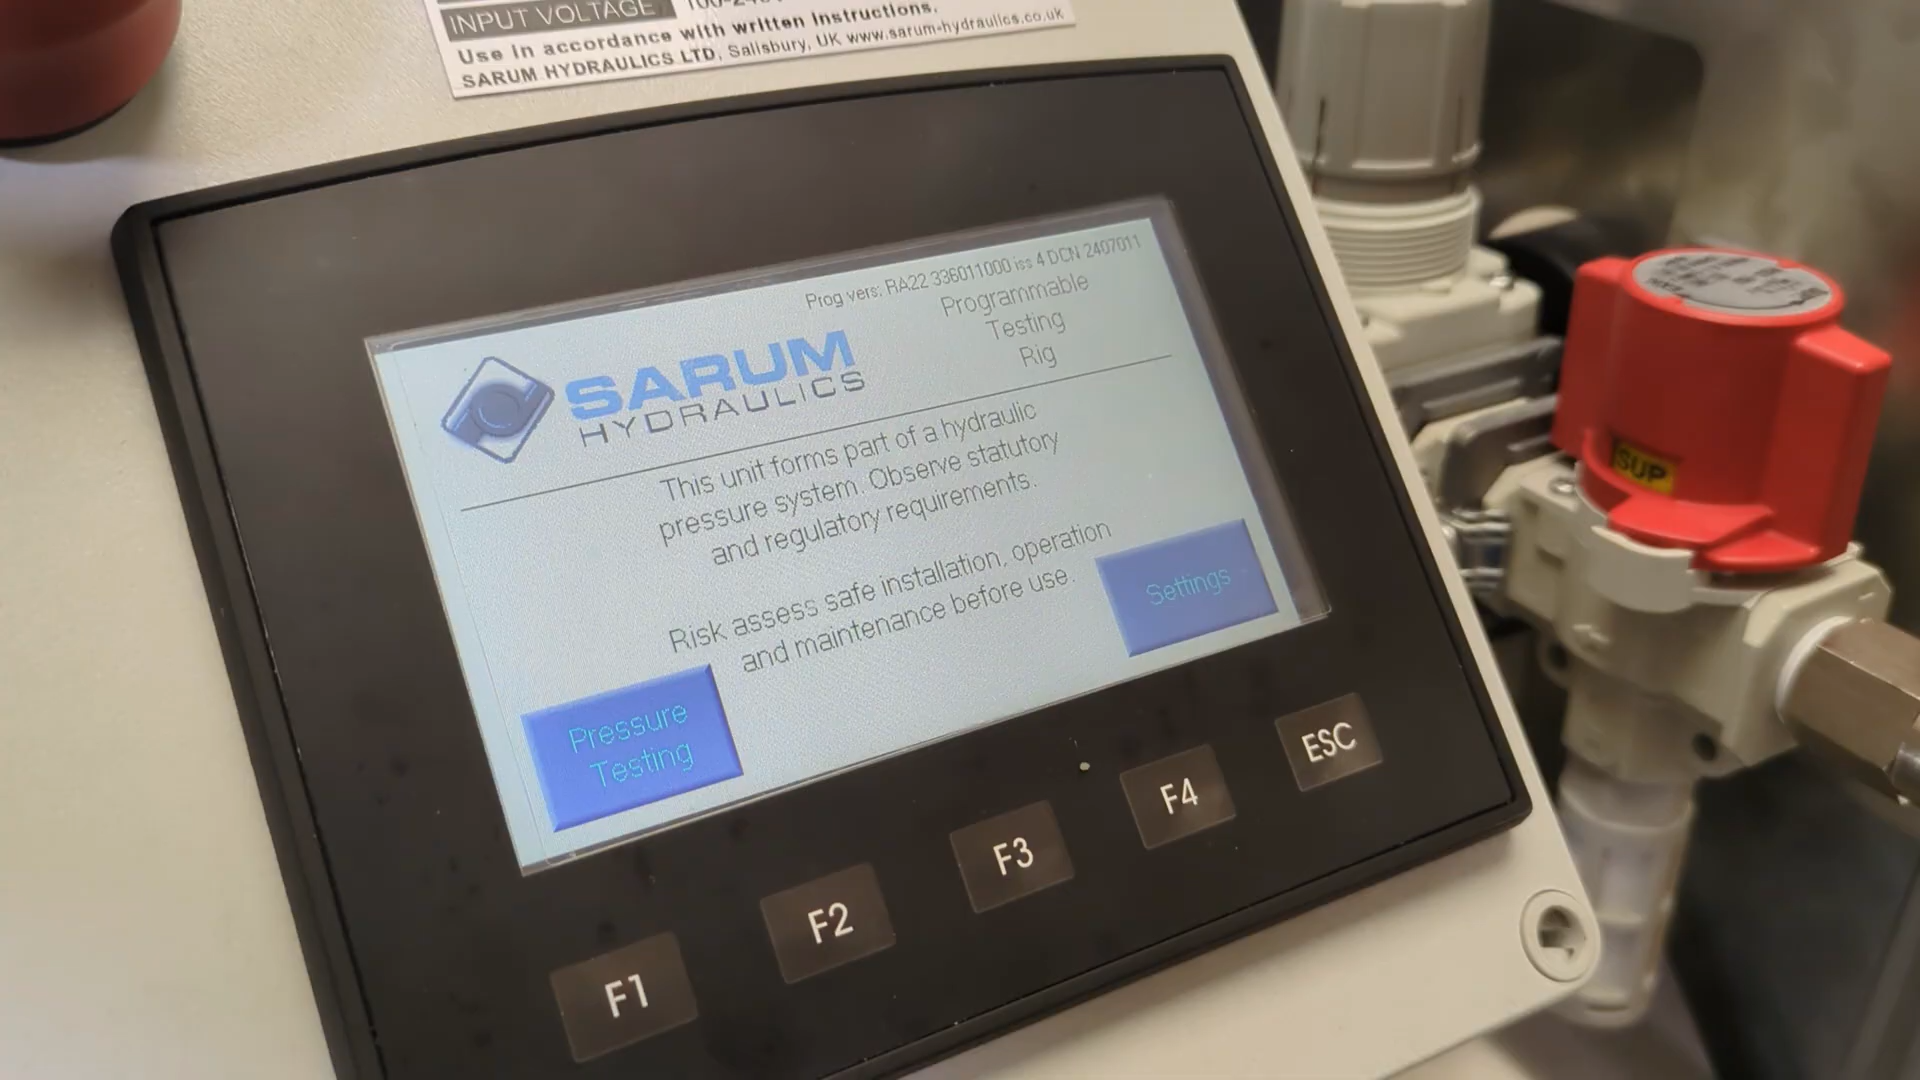 INPUT VOLTAGE
Use in accordance with written instructions.
SARUM HYDRAULICS LTD, Salisbury, UK www.sarum-hydraulics.co.uk
Prog vers: RA22 336011000 iss 4 DCN 2407011
SARUM
HYDRAULICS
Programmable
Testing
Rig
This unit forms part of a hydraulic
pressure system. Observe statutory
and regulatory requirements.
Risk assess safe installation, operation
and maintenance before use.
Settings
Pressure
Testing
F1
F2
F3
F4
ESC
SUP